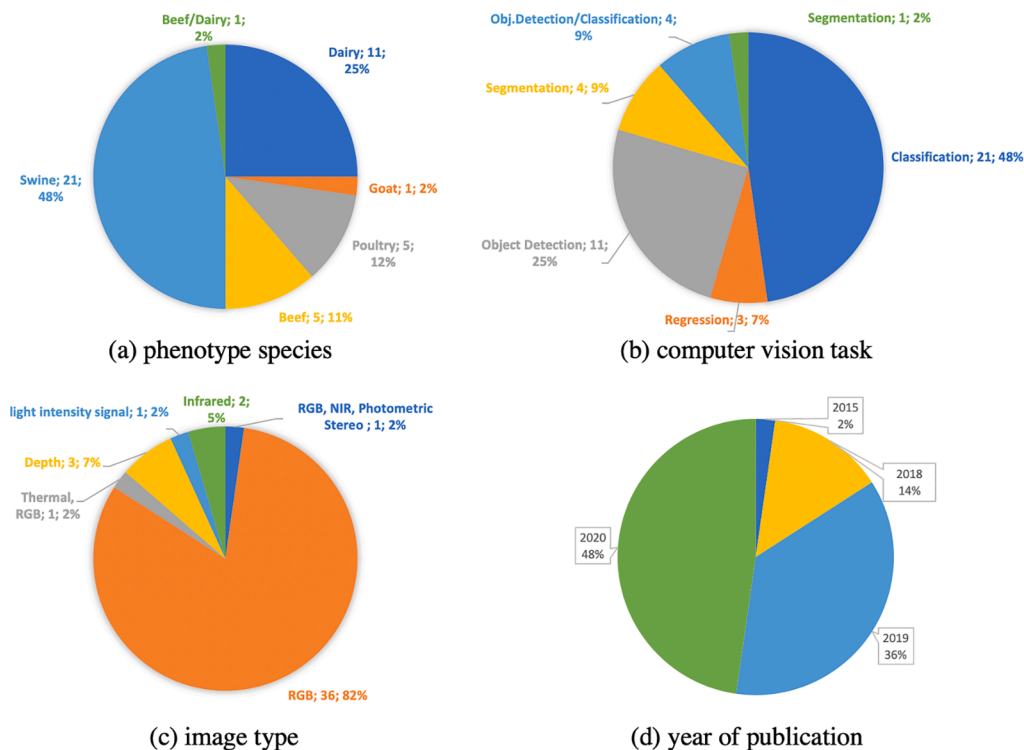 Beef/Dairy; 1;
2%
Dairy; 11;
25%
Swine; 21;
48%
Goat; 1; 2%
Poultry; 5;
12%
Beef; 5; 11%
(a) phenotype species
Obj.Detection/Classification; 4;
9%
Segmentation; 1; 2%
Segmentation; 4; 9%
Classification; 21; 48%
Object Detection; 11;
25%
Regression; 3; 7%
(b) computer vision task
light intensity signal; 1; 2%
Infrared; 2;
5%
RGB, NIR, Photometric
Stereo ; 1; 2%
Depth; 3; 7%
Thermal,
RGB; 1; 2%
RGB; 36; 82%
(c) image type
2015
2%
2018
14%
2020
48%
2019
36%
(d) year of publication